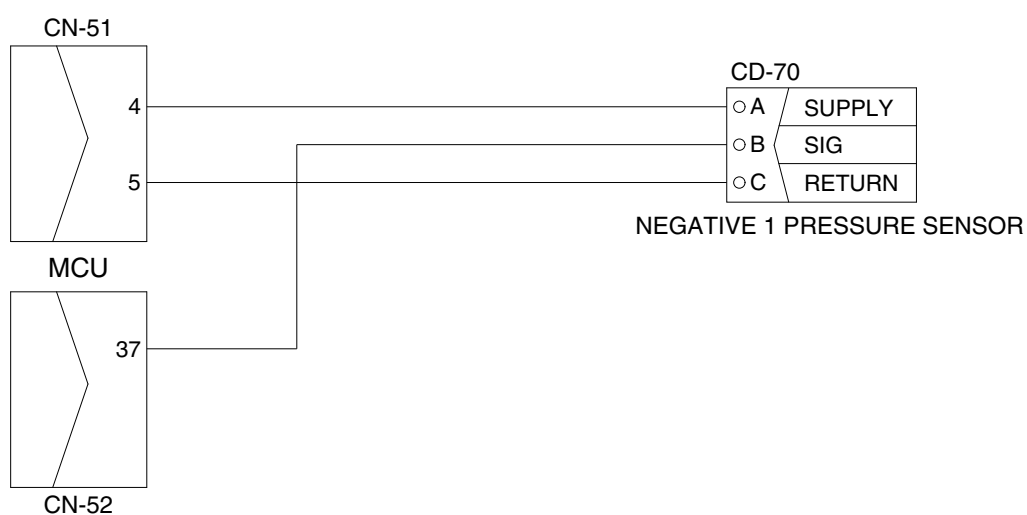 CN-51
4
5
MCU
37
CN-52
CD-70
A SUPPLY
B SIG
C RETURN
NEGATIVE 1 PRESSURE SENSOR